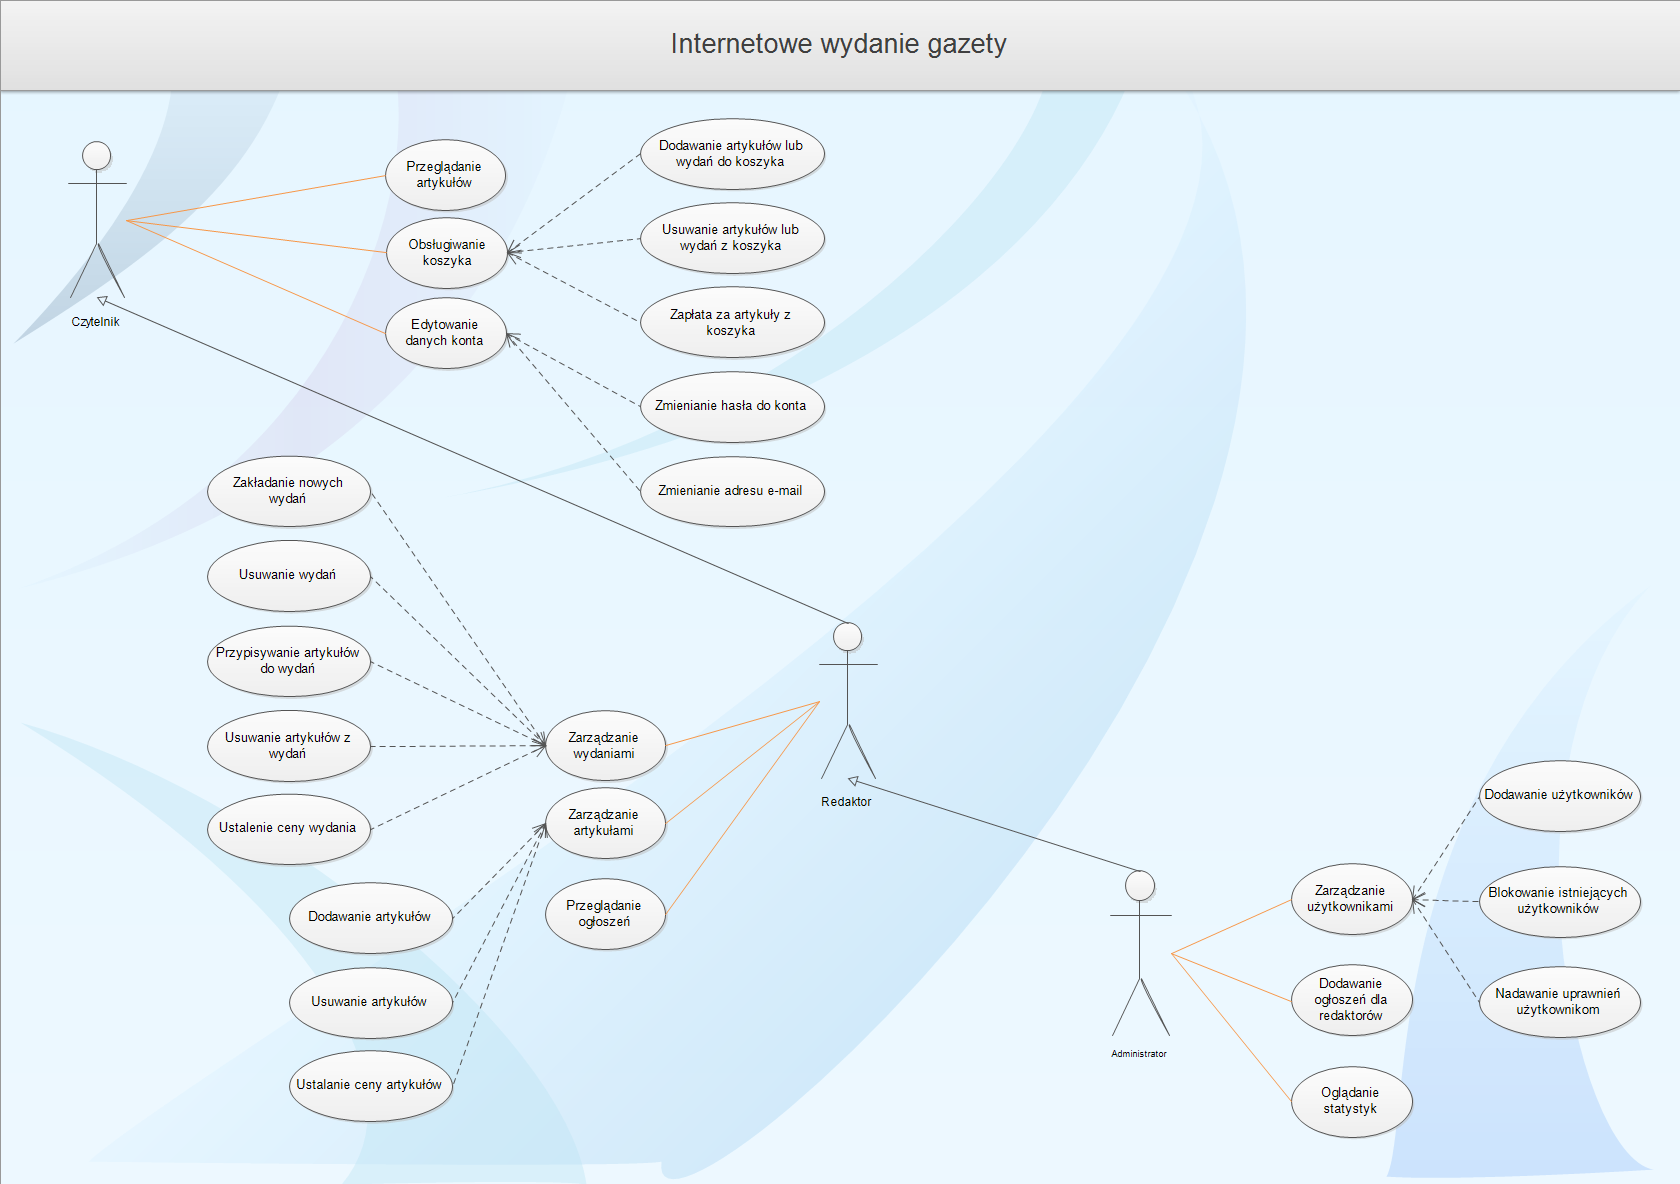 Internetowe wydanie gazety
Dodawanie artykułów lub
wydań do koszyka
Przeglądanie
artykułów
Usuwanie artykułów lub
wydań z koszyka
Obsługiwanie
koszyka
Zapłata za artykuły z
koszyka
Czytelnik
Edytowanie
danych konta
Zmienianie hasła do konta
Zmienianie adresu e-mail
Zakładanie nowych
wydań
Usuwanie wydań
Przypisywanie artykułów
do wydań
Usuwanie artykułów z
wydań
Zarządzanie
wydaniami
Ustalenie ceny wydania
Zarządzanie
artykułami
Redaktor
Dodawanie artykułów
Przeglądanie
ogłoszeń
Usuwanie artykułów
Ustalanie ceny artykułów
Dodawanie użytkowników
Zarządzanie
użytkownikami
Blokowanie istniejących
użytkowników
Dodawanie
ogłoszeń dla
redaktorów
Nadawanie uprawnień
użytkownikom
Administrator
Oglądanie
statystyk